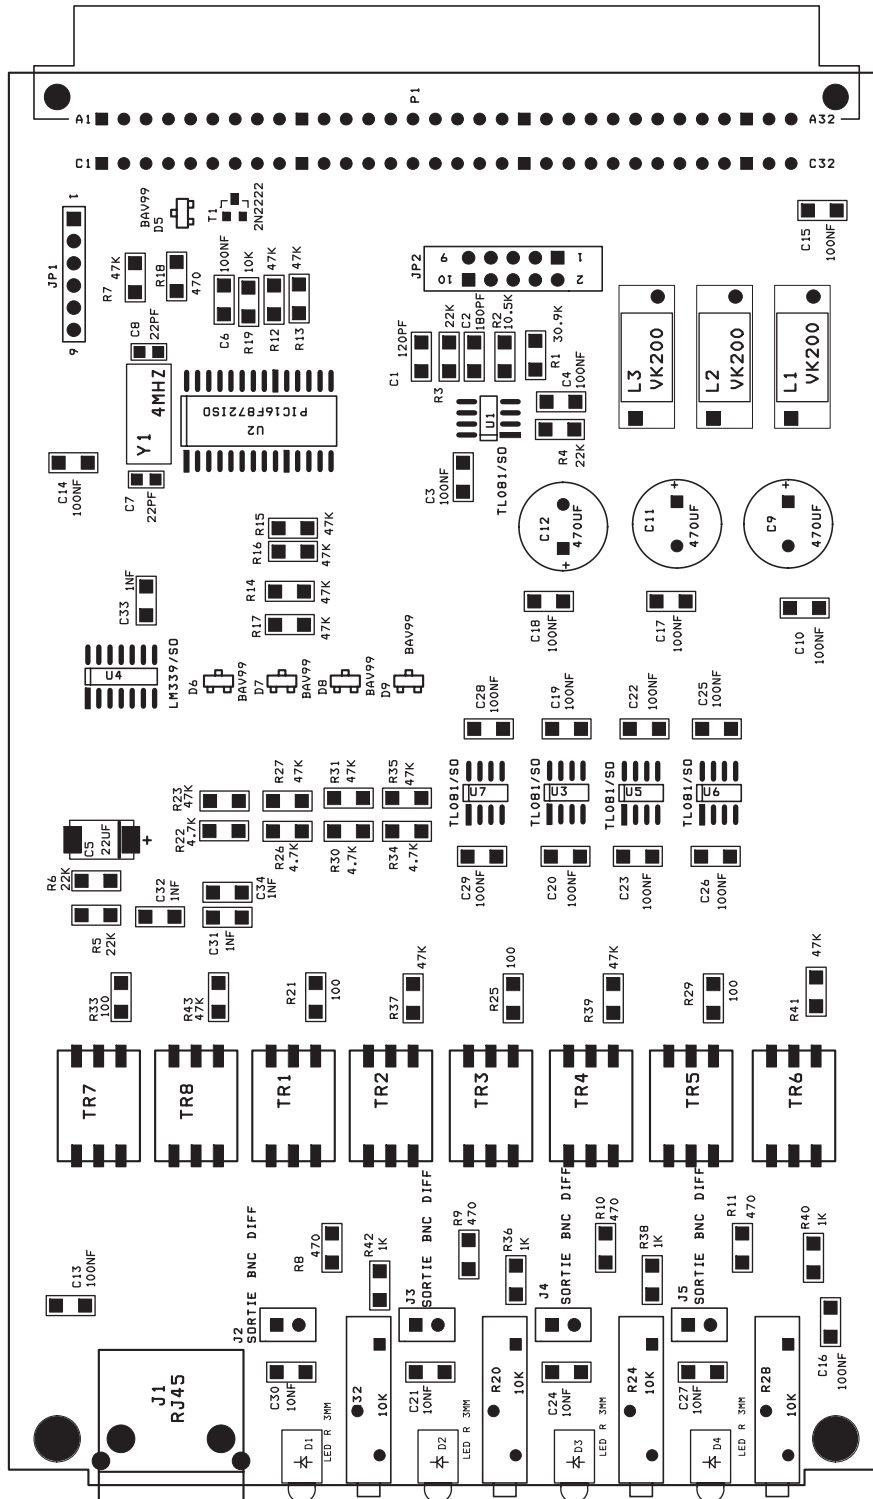 P1
A1
A32
C1
C32
1
JP1
6
BAV99
D5
T1
2N2222
C15
100NF
R7
47K
R18
470
100NF
C6
10K
R19
47K
R12
47K
R13
JP2
9
1
10
2
C8
22PF
120PF
C1
22K
R3
C2
180PF
R2
10.5K
R1
30.9K
C4
100NF
L3
VK200
L2
VK200
L1
VK200
Y1
4MHZ
PIC16F872ISO
U2
U1
TL081/SO
R4
22K
C14
100NF
C7
22PF
C3
100NF
C12
470UF
+
C11
470UF
+
C9
470UF
+
R15
47K
R16
47K
C33
1NF
R14
47K
R17
47K
C18
100NF
C17
100NF
C10
100NF
U4
LM339/SO
D6
BAV99
D7
BAV99
D8
BAV99
D9
BAV99
C28
100NF
C19
100NF
C22
100NF
C25
100NF
R23
47K
R27
47K
R31
47K
R35
47K
TL081/SO
U7
TL081/SO
U3
TL081/SO
U5
TL081/SO
U6
C5
22UF
+
R22
4.7K
R26
4.7K
R30
4.7K
R34
4.7K
R6
22K
C29
100NF
C20
100NF
C23
100NF
C26
100NF
R5
22K
C32
1NF
C34
1NF
C31
1NF
R33
100
R43
47K
R21
100
R37
47K
R25
100
R39
47K
R29
100
R41
47K
TR7
TR8
TR1
TR2
TR3
TR4
TR5
TR6
C13
100NF
J2
SORTIE BNC DIFF
R8
470
R42
1K
J3
SORTIE BNC DIFF
R9
470
R36
1K
J4
SORTIE BNC DIFF
R10
470
R38
1K
J5
SORTIE BNC DIFF
R11
470
R40
1K
C16
100NF
J1
RJ45
C30
10NF
32
10K
C21
10NF
R20
10K
C24
10NF
R24
10K
C27
10NF
R28
10K
D1
LED R 3MM
D2
LED R 3MM
D3
LED R 3MM
D4
LED R 3MM